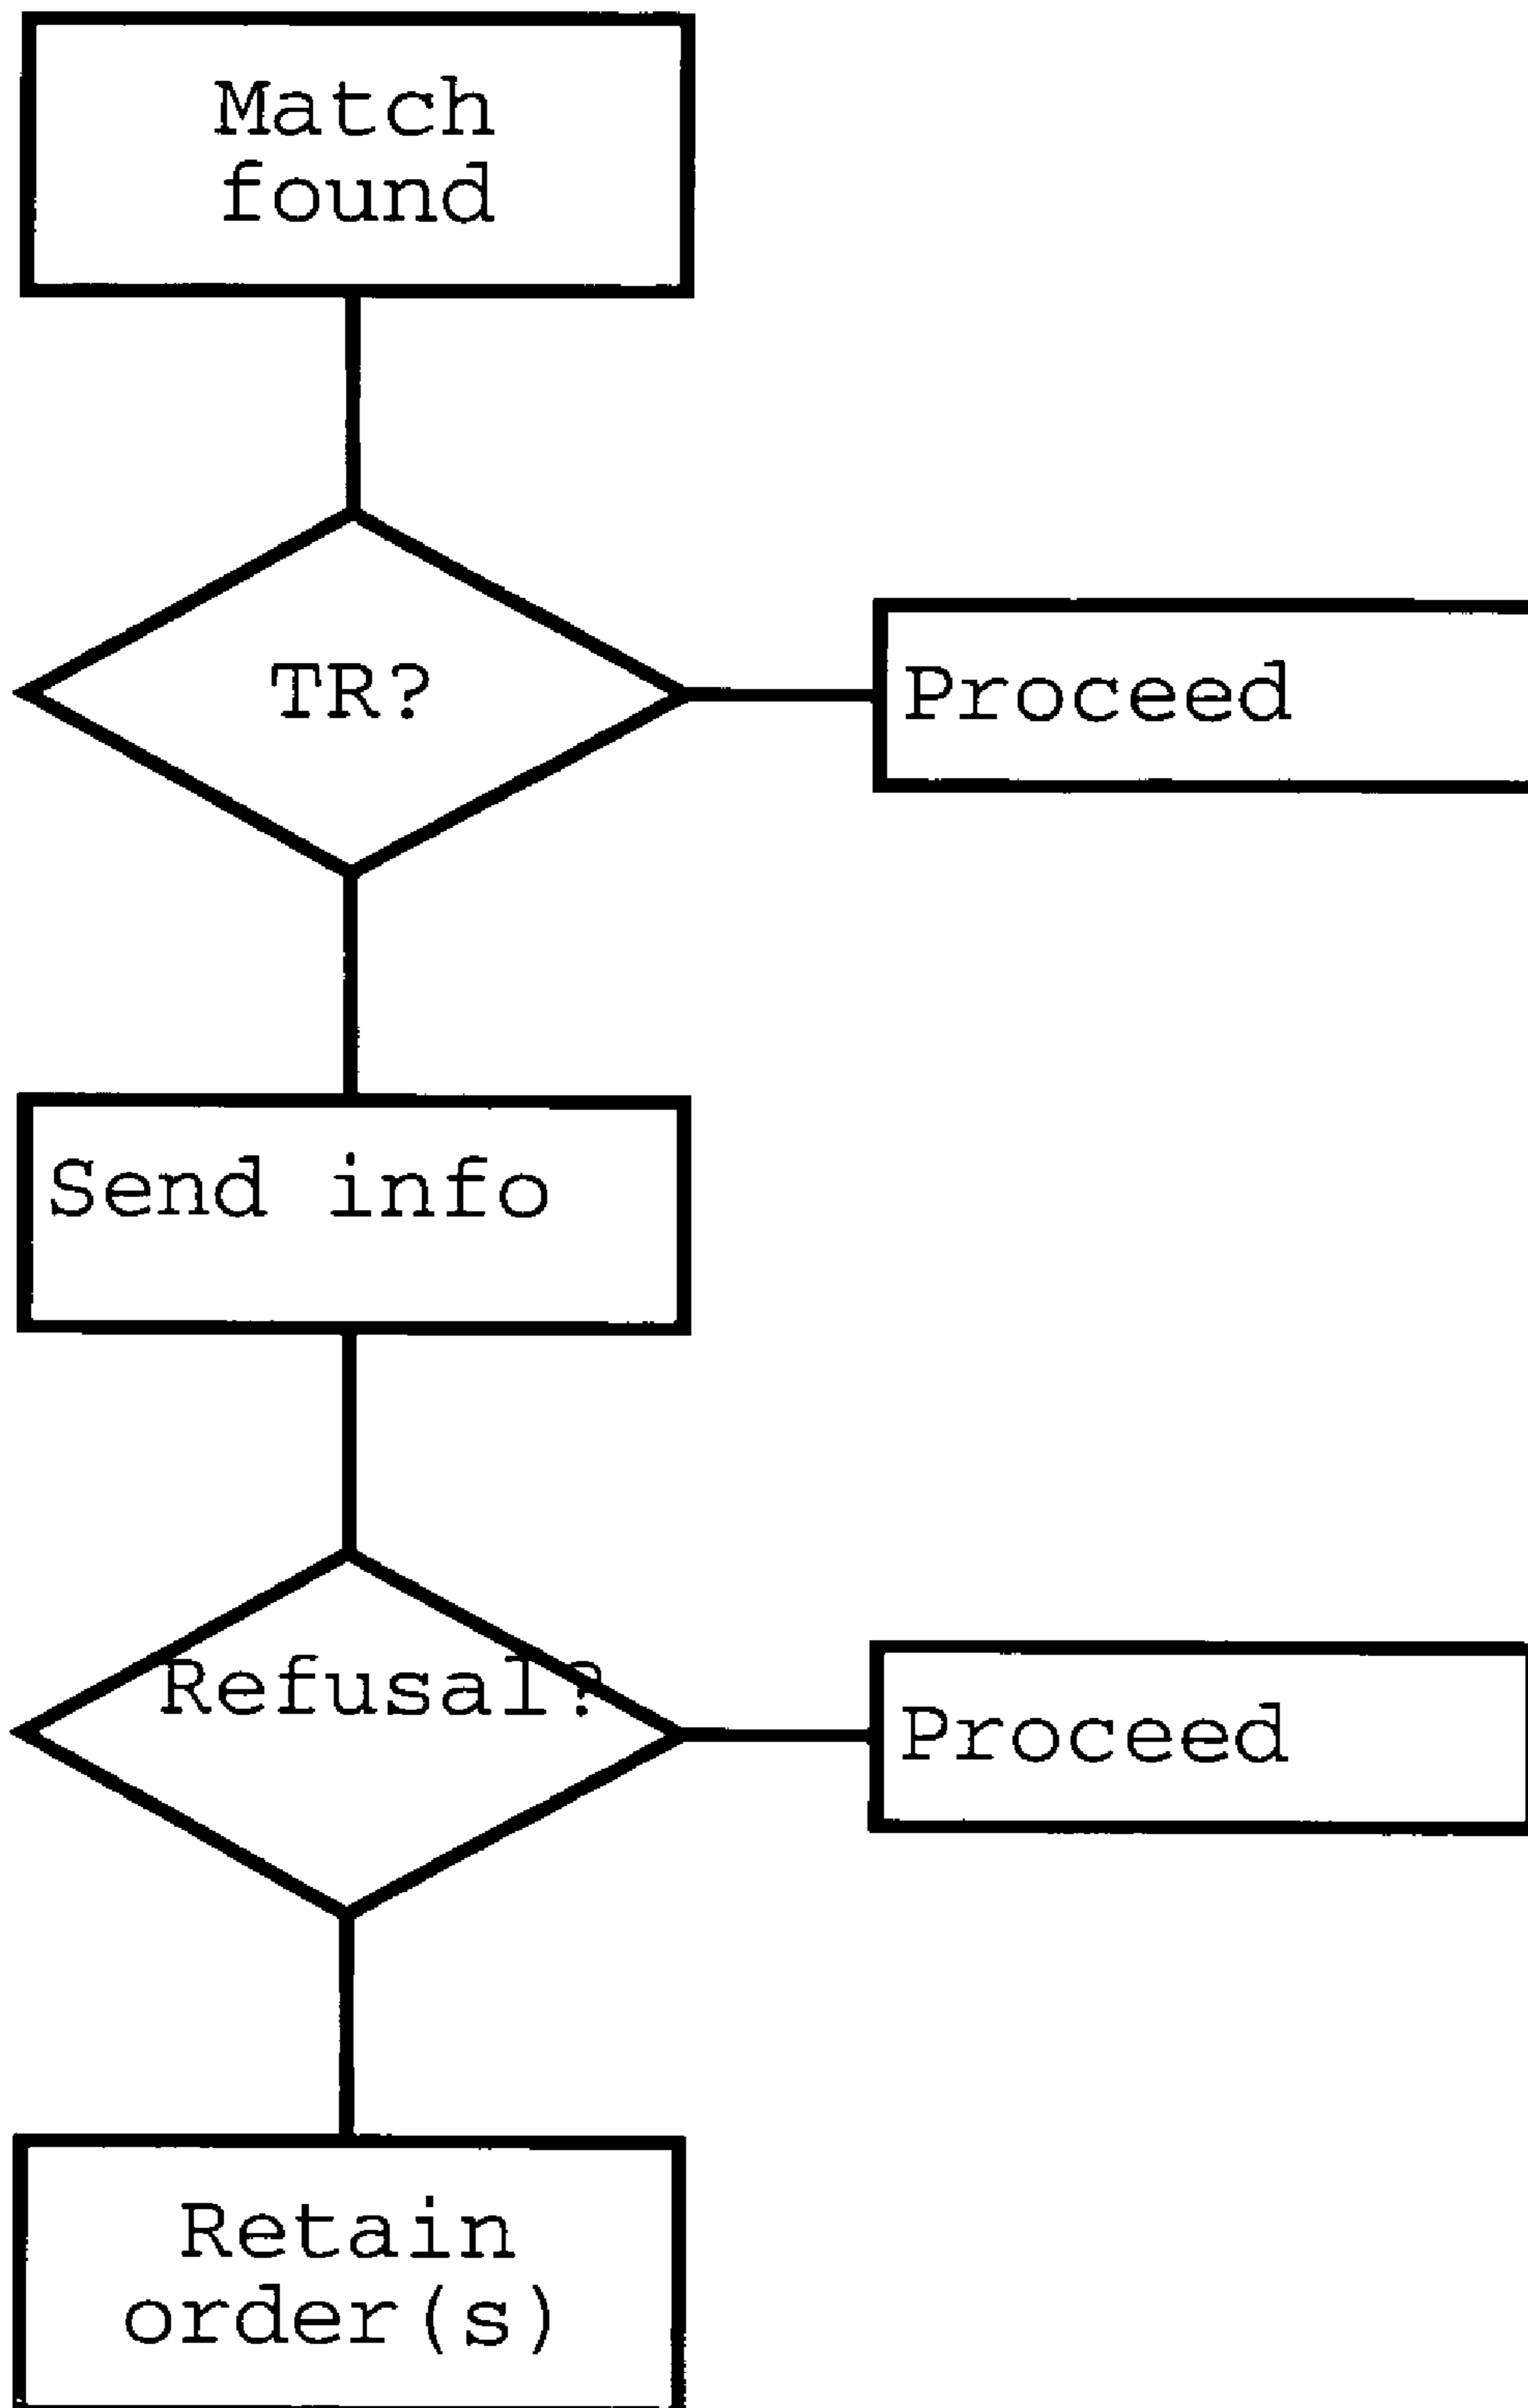 Match
found
TR?
Proceed
Send info
Refusal?
Proceed
Retain
order(s)